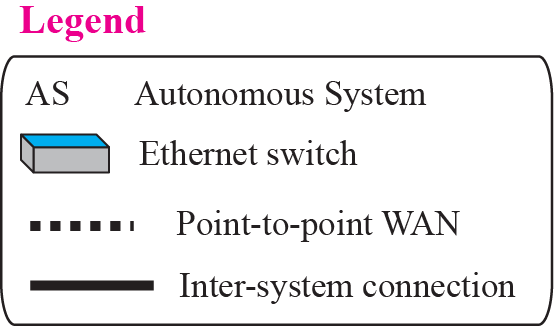 Legend
AS Autonomous System
Ethernet switch
Point-to-point WAN
Inter-system connection